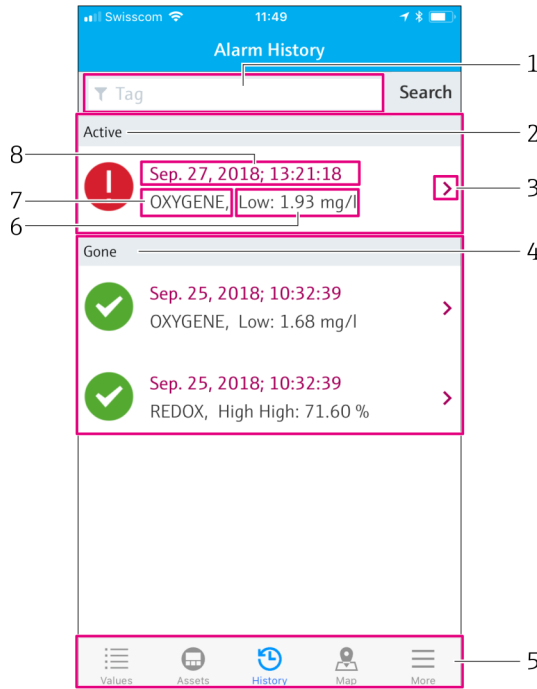 Swisscom 11:49
Alarm History
1
Tag Search
Active 2
8 Sep. 27, 2018; 13:21:18
3
7 OXYGENE, Low: 1.93 mg/l
6
Gone 4
Sep. 25, 2018; 10:32:39
OXYGENE, Low: 1.68 mg/l
Sep. 25, 2018; 10:32:39
REDOX, High High: 71.60 %
5
Values Assets History Map More